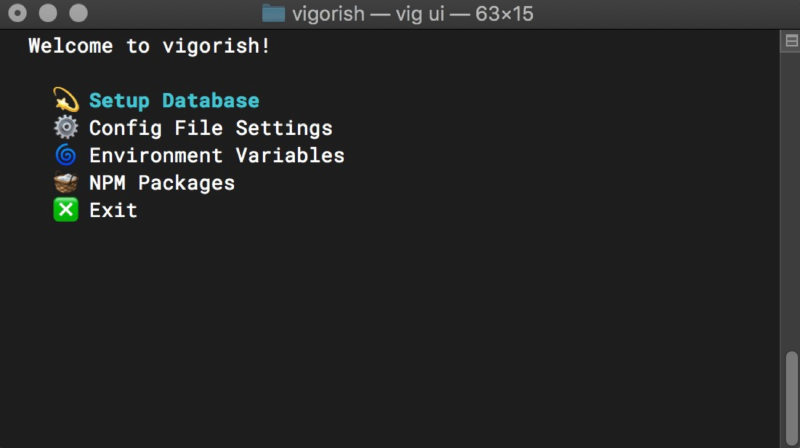 vigorish — vig ui — 63×15
Welcome to vigorish!
Setup Database
Config File Settings
Environment Variables
NPM Packages
Exit